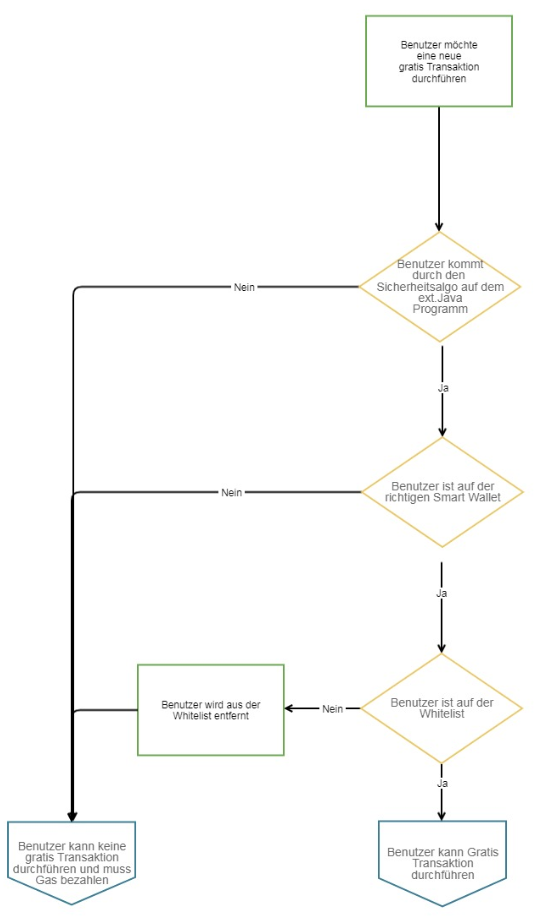 Benutzer möchte
eine neue
gratis Transaktion
durchführen
Benutzer kommt
durch den
Sicherheitsalgo auf dem
ext.Java
Programm
Nein
Ja
Benutzer ist auf der
richtigen Smart Wallet
Nein
Ja
Benutzer ist auf der
Whitelist
Nein
Benutzer wird aus der
Whitelist entfernt
Ja
Benutzer kann keine
gratis Transaktion
durchführen und muss
Gas bezahlen
Benutzer kann Gratis
Transaktion
durchführen